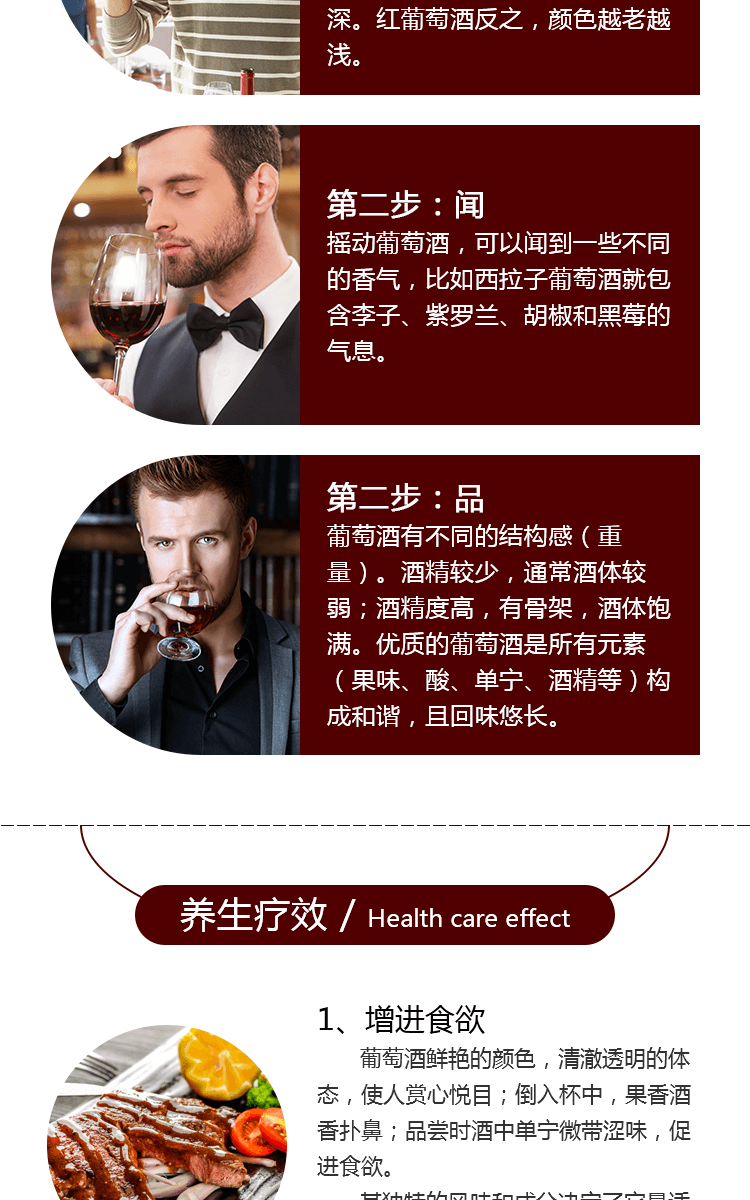 深。红葡萄酒反之，颜色越老越
浅。
第二步：闻
摇动葡萄酒，可以闻到一些不同
的香气，比如西拉子葡萄酒就包
含李子、紫罗兰、胡椒和黑莓的
气息。
第二步：品
葡萄酒有不同的结构感（重
量）。酒精较少，通常酒体较
弱；酒精度高，有骨架，酒体饱
满。优质的葡萄酒是所有元素
（果味、酸、单宁、酒精等）构
成和谐，且回味悠长。
养生疗效 / Health care effect
1、增进食欲
葡萄酒鲜艳的颜色，清澈透明的体
态，使人赏心悦目；倒入杯中，果香酒
香扑鼻；品尝时酒中单宁微带涩味，促
进食欲。